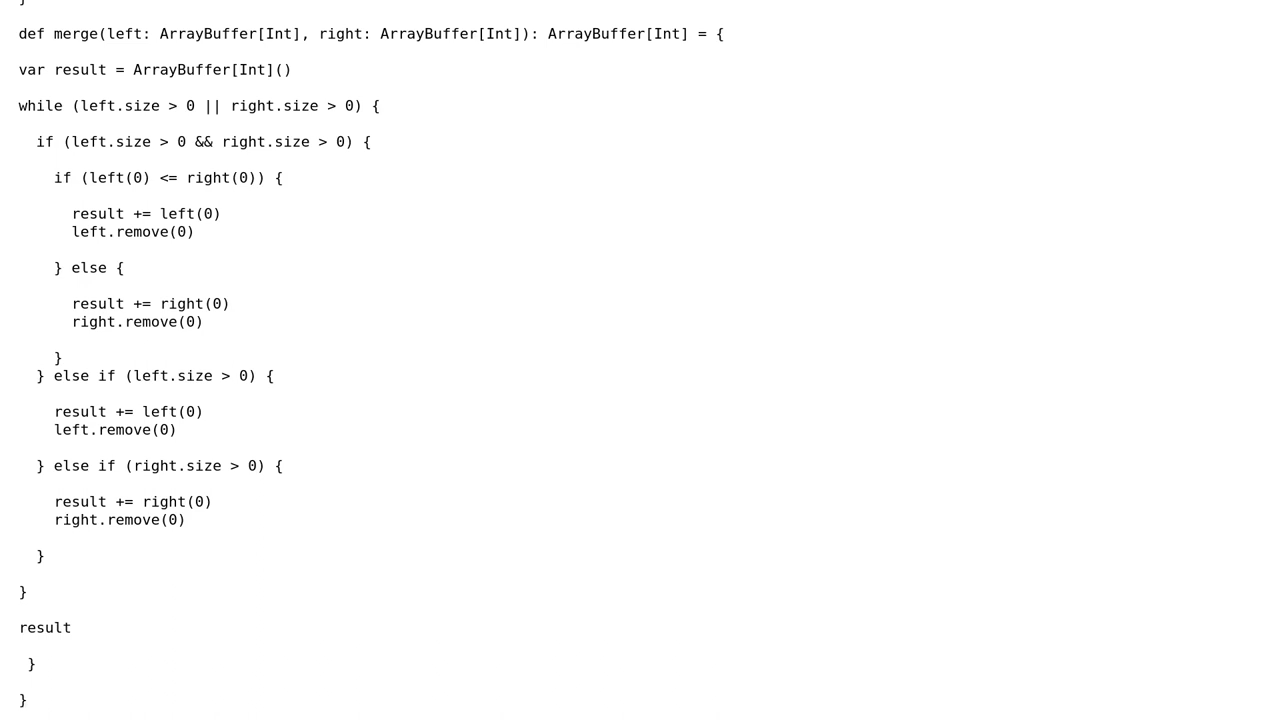 }
def merge(left: ArrayBuffer[Int], right: ArrayBuffer[Int]): ArrayBuffer[Int] = {
var result = ArrayBuffer[Int]()
while (left.size > 0 || right.size > 0) {
if (left.size > 0 && right.size > 0) {
if (left(0) <= right(0)) {
result += left(0)
left.remove(0)
} else {
result += right(0)
right.remove(0)
}
} else if (left.size > 0) {
result += left(0)
left.remove(0)
} else if (right.size > 0) {
result += right(0)
right.remove(0)
}
}
result
}
}